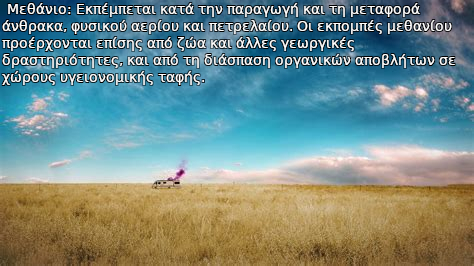 Μεθάνιο: Εκπέμπεται κατά την παραγωγή και τη μεταφορά
άνθρακα, φυσικού αερίου και πετρελαίου. Οι εκπομπές μεθανίου
προέρχονται επίσης από ζώα και άλλες γεωργικές
δραστηριότητες, και από τη διάσπαση οργανικών αποβλήτων σε
χώρους υγειονομικής ταφής.